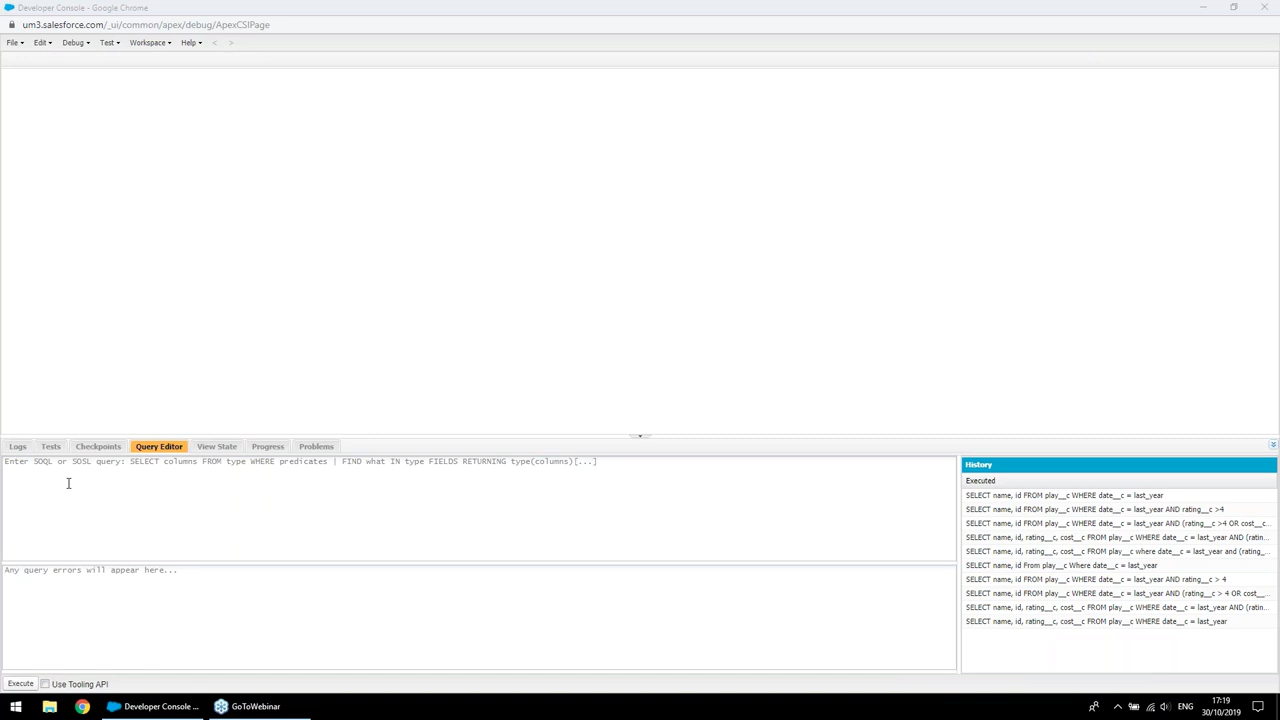 Developer Console - Google Chrome
um3.salesforce.com/_ui/common/apex/debug/ApexCSIPage
File Edit Debug Test Workspace Help < >
Logs Tests Checkpoints Query Editor View State Progress Problems
Enter SOQL or SOSL query: SELECT columns FROM type WHERE predicates | FIND what IN type FIELDS RETURNING type(columns)[...]
History
Executed
SELECT name, id FROM play__c WHERE date__c = last_year
SELECT name, id FROM play__c WHERE date__c = last_year AND rating__c >4
SELECT name, id FROM play__c WHERE date__c = last_year AND (rating__c >4 OR cost__c...
SELECT name, id, rating__c, cost__c FROM play__c WHERE date__c = last_year AND (ratin...
SELECT name, id, rating__c, cost__c FROM play__c where date__c = last_year and (rating_...
SELECT name, id From play__c Where date__c = last_year
SELECT name, id FROM play__c WHERE date__c = last_year AND rating__c > 4
SELECT name, id FROM play__c WHERE date__c = last_year AND (rating__c > 4 OR cost__...
SELECT name, id, rating__c, cost__c FROM play__c WHERE date__c = last_year AND (ratin...
SELECT name, id, rating__c, cost__c FROM play__c WHERE date__c = last_year
Any query errors will appear here...
Execute Use Tooling API
Developer Console ... GoToWebinar ENG 17:19
30/10/2019